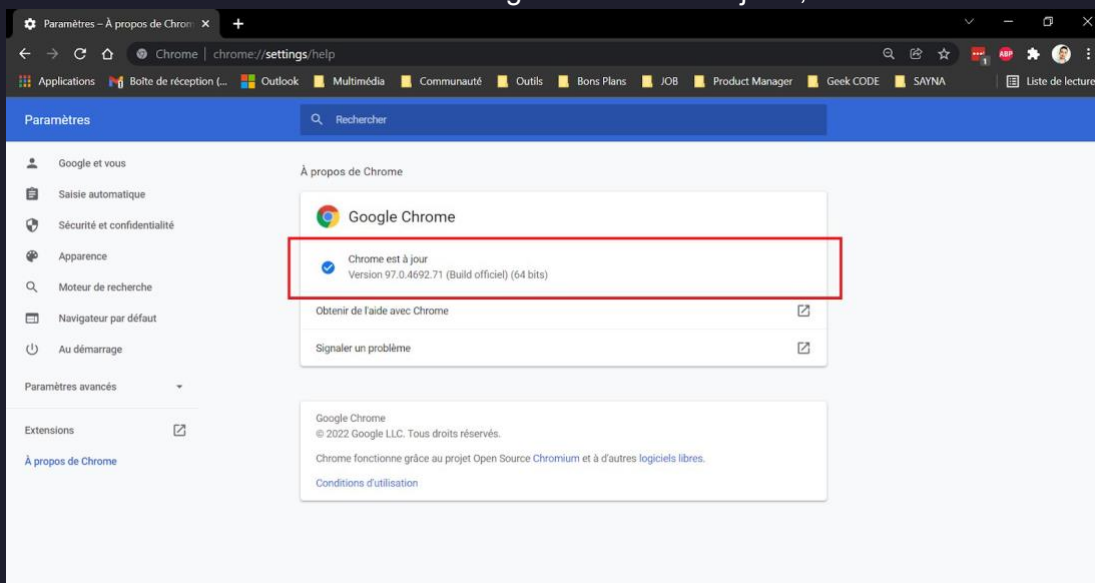 Paramètres – À propos de Chrom
Chrome | chrome://settings/help
Applications
Boîte de réception (...
Outlook
Multimédia
Communauté
Outils
Bons Plans
JOB
Product Manager
Geek CODE
SAYNA
Liste de lecture
ABP
1
Paramètres
Rechercher
Google et vous
Saisie automatique
Sécurité et confidentialité
Apparence
Moteur de recherche
Navigateur par défaut
Au démarrage
Paramètres avancés
Extensions
À propos de Chrome
À propos de Chrome
Google Chrome
Chrome est à jour
Version 97.0.4692.71 (Build officiel) (64 bits)
Obtenir de l'aide avec Chrome
Signaler un problème
Google Chrome
© 2022 Google LLC. Tous droits réservés.
Chrome fonctionne grâce au projet Open Source Chromium et à d'autres logiciels libres.
Conditions d'utilisation